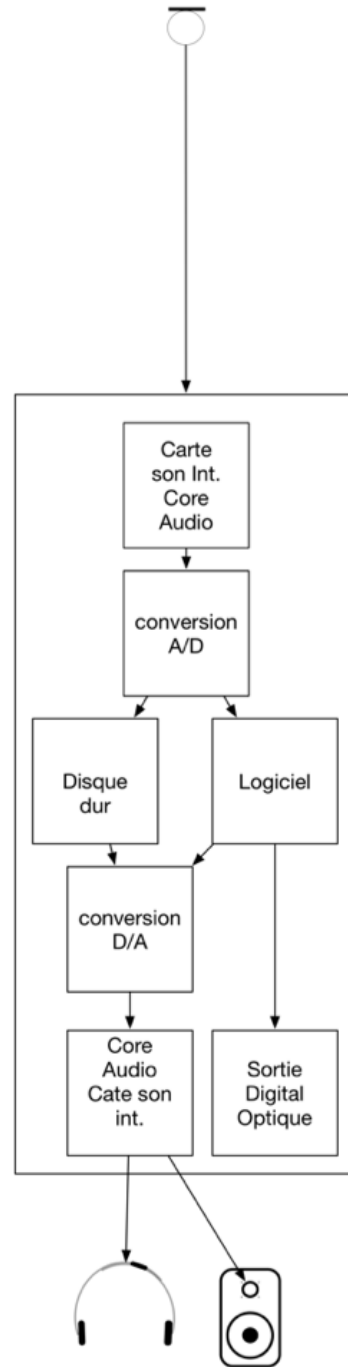 Carte
son Int.
Core
Audio
conversion
A/D
Disque
dur
Logiciel
conversion
D/A
Core
Audio
Cate son
int.
Sortie
Digital
Optique